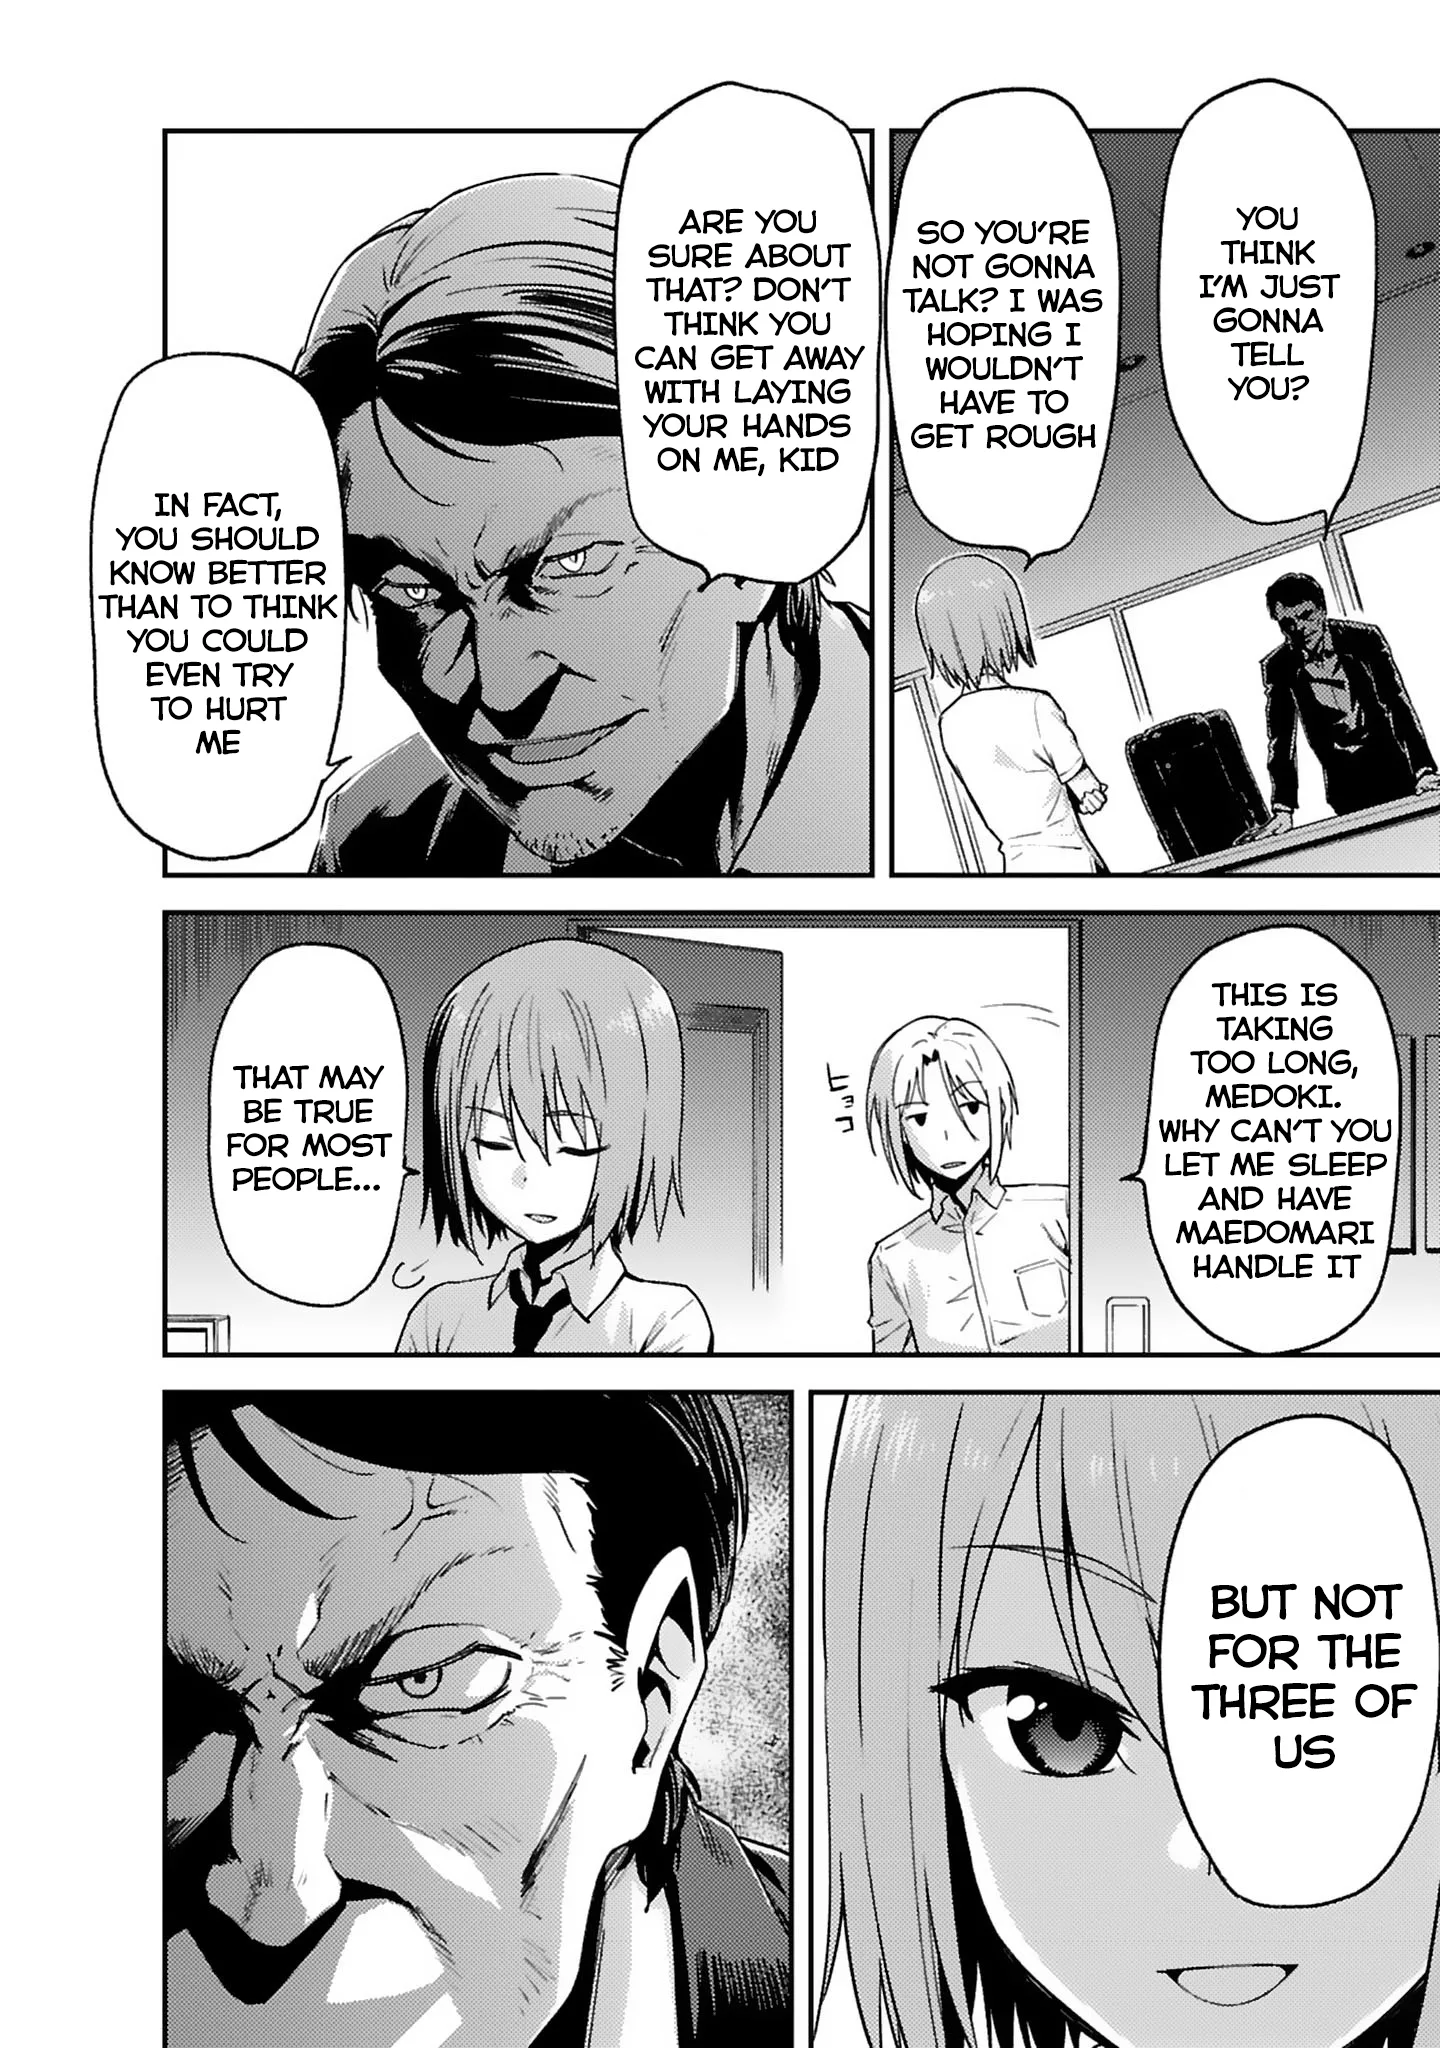 YOU
THINK
I'M JUST
GONNA
TELL
YOU?
SO YOU'RE
NOT GONNA
TALK? I WAS
HOPING I
WOULDN'T
HAVE TO
GET ROUGH
ARE YOU
SURE ABOUT
THAT? DON'T
THINK YOU
CAN GET AWAY
WITH LAYING
YOUR HANDS
ON ME, KID
IN FACT,
YOU SHOULD
KNOW BETTER
THAN TO THINK
YOU COULD
EVEN TRY
TO HURT
ME
THIS IS
TAKING
TOO LONG,
MEDOKI.
WHY CAN'T YOU
LET ME SLEEP
AND HAVE
MAEDOMARI
HANDLE IT
ヒョコ
THAT MAY
BE TRUE
FOR MOST
PEOPLE...
BUT NOT
FOR THE
THREE OF
US